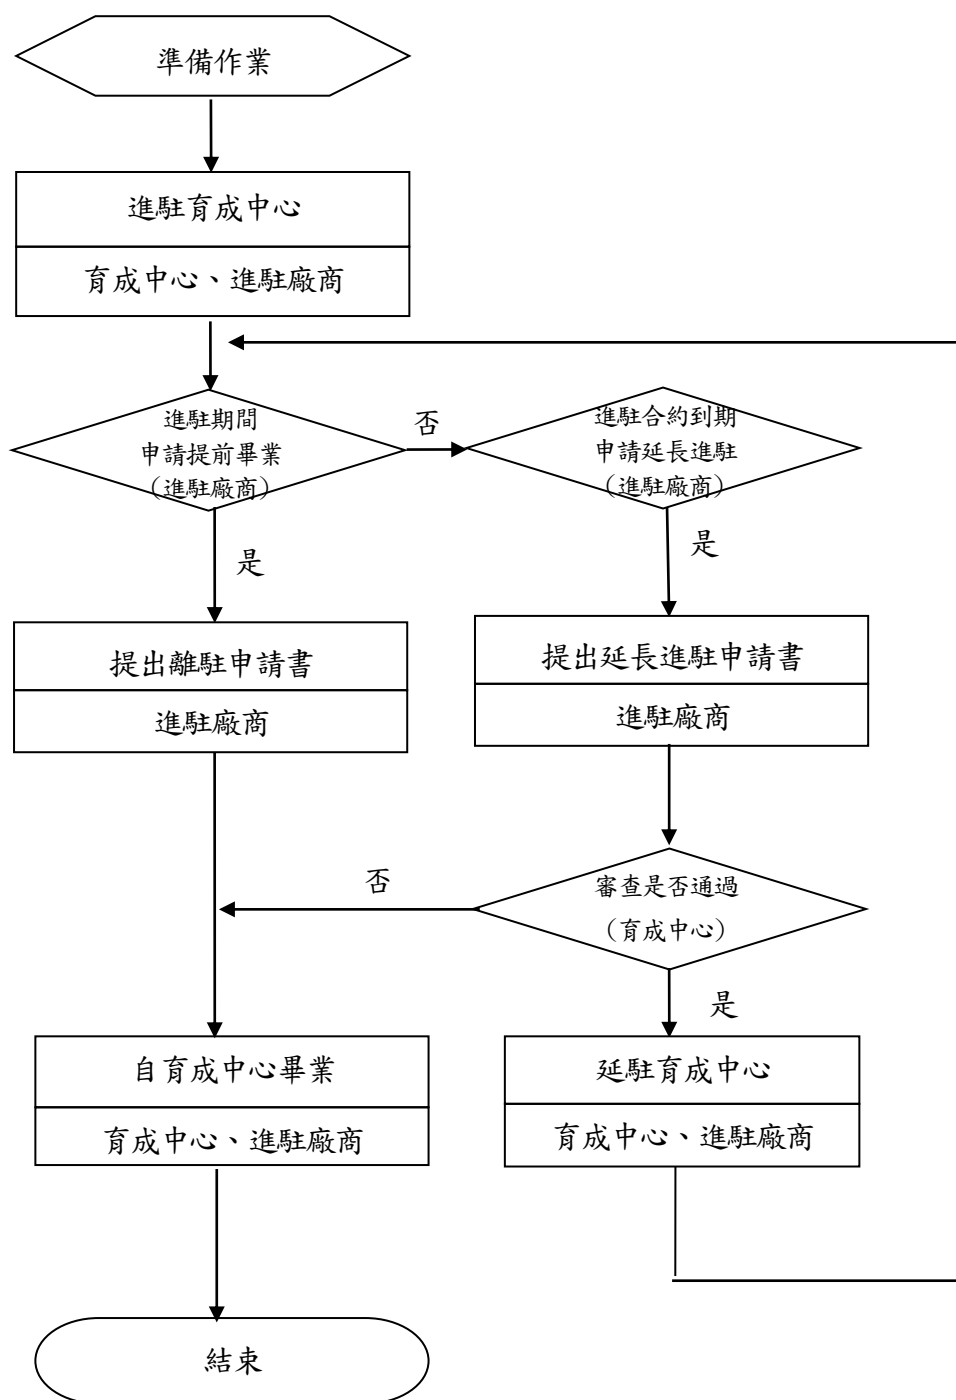 準備作業
進駐育成中心
育成中心、進駐廠商
進駐期間
申請提前畢業
(進駐廠商)
否
進駐合約到期
申請延長進駐
(進駐廠商)
是
是
提出離駐申請書
進駐廠商
提出延長進駐申請書
進駐廠商
否
審查是否通過
(育成中心)
是
自育成中心畢業
育成中心、進駐廠商
延駐育成中心
育成中心、進駐廠商
結束